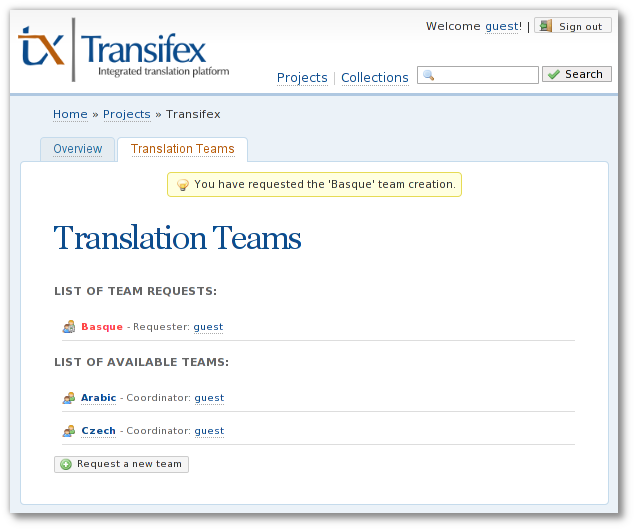 Welcome guest! | Sign out
tx Transifex
Integrated translation platform
Projects | Collections Search
Home » Projects » Transifex
Overview Translation Teams
You have requested the 'Basque' team creation.
Translation Teams
LIST OF TEAM REQUESTS:
Basque - Requester: guest
LIST OF AVAILABLE TEAMS:
Arabic - Coordinator: guest
Czech - Coordinator: guest
Request a new team